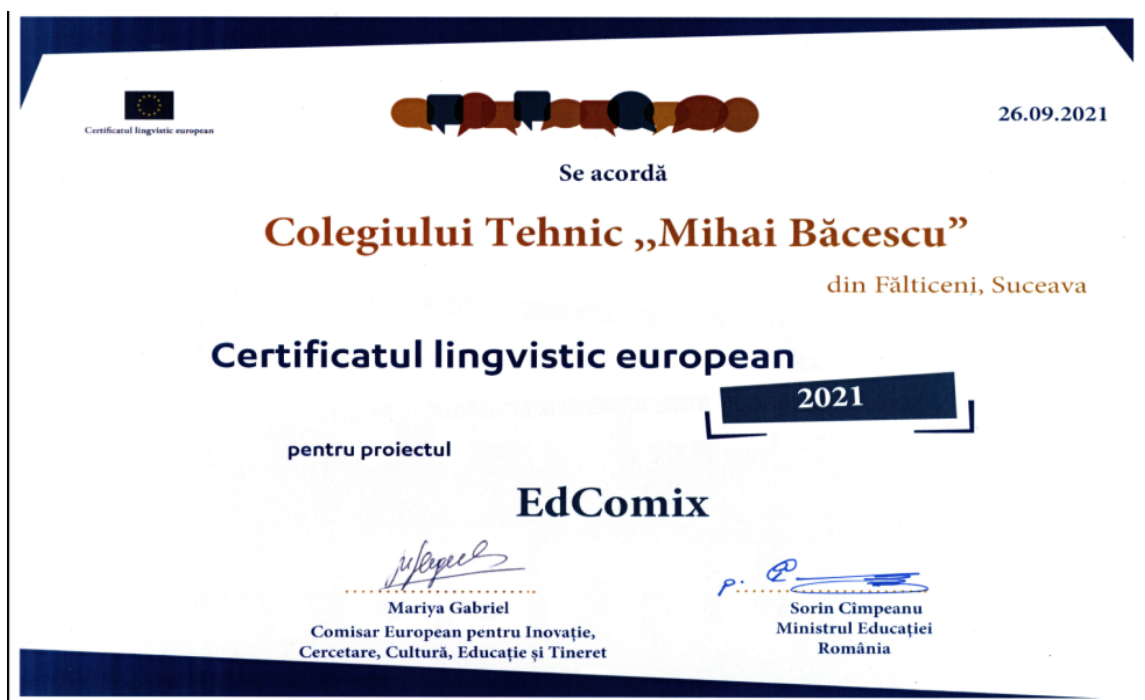 Certificatul lingvistic european
26.09.2021
Se acordă
Colegiului Tehnic ,,Mihai Băcescu”
din Fălticeni, Suceava
Certificatul lingvistic european
2021
pentru proiectul
EdComix
p.
Mariya Gabriel
Comisar European pentru Inovație,
Cercetare, Cultură, Educație și Tineret
Sorin Cîmpeanu
Ministrul Educației
România